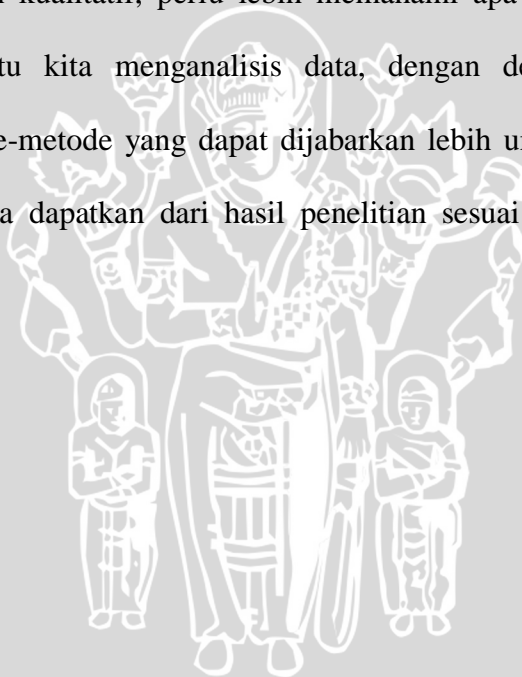 kualitatif, perlu lebih memahami apa
kita menganalisis data, dengan
e-metode yang dapat dijabarkan lebih
dapatkan dari hasil penelitian sesuai